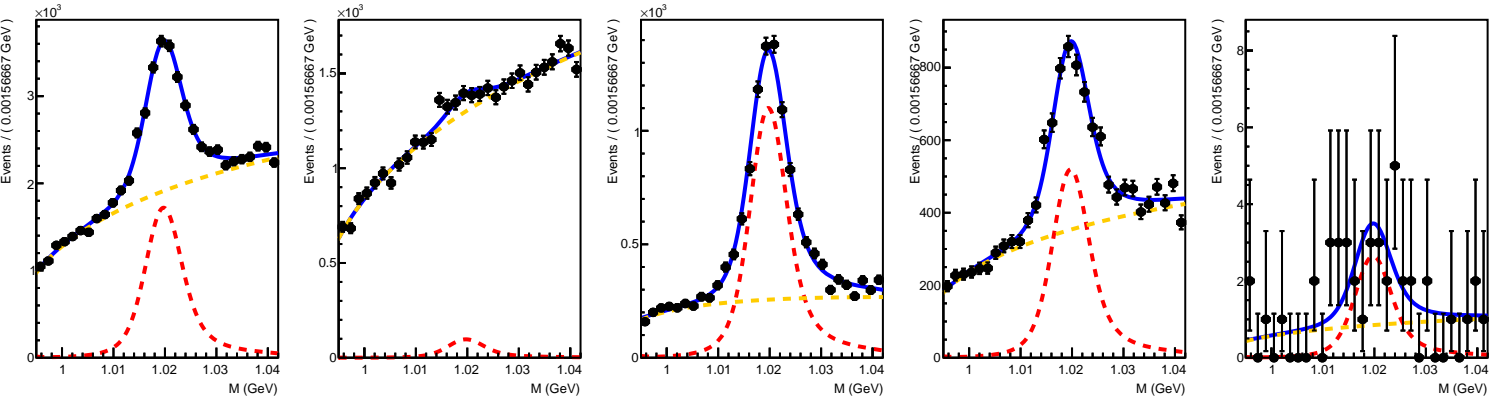 ×10³
Events / ( 0.00156667 GeV )
3
2
1
0
1 1.01 1.02 1.03 1.04
M (GeV)
×10³
Events / ( 0.00156667 GeV )
1.5
1
0.5
0
1 1.01 1.02 1.03 1.04
M (GeV)
×10³
Events / ( 0.00156667 GeV )
1
0.5
0
1 1.01 1.02 1.03 1.04
M (GeV)
Events / ( 0.00156667 GeV )
800
600
400
200
0
1 1.01 1.02 1.03 1.04
M (GeV)
Events / ( 0.00156667 GeV )
8
6
4
2
0
1 1.01 1.02 1.03 1.04
M (GeV)